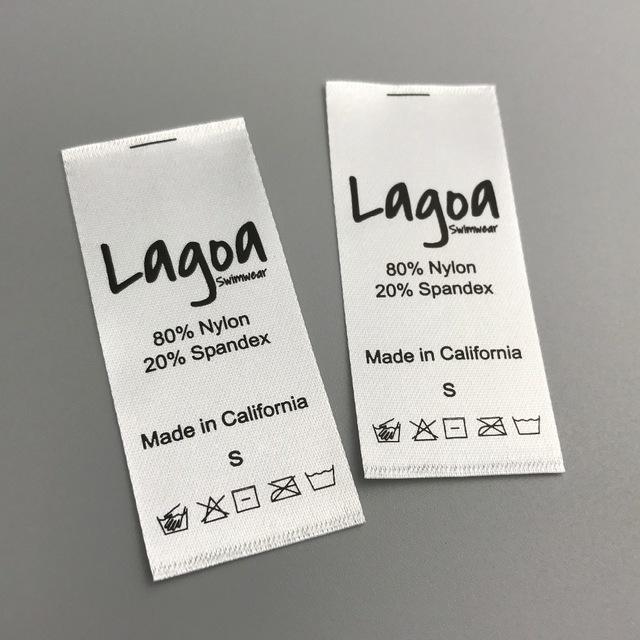 Lagoa
Swimwear
80% Nylon
20% Spandex
Made in California
S
Lagoa
Swimwear
80% Nylon
20% Spandex
Made in California
S